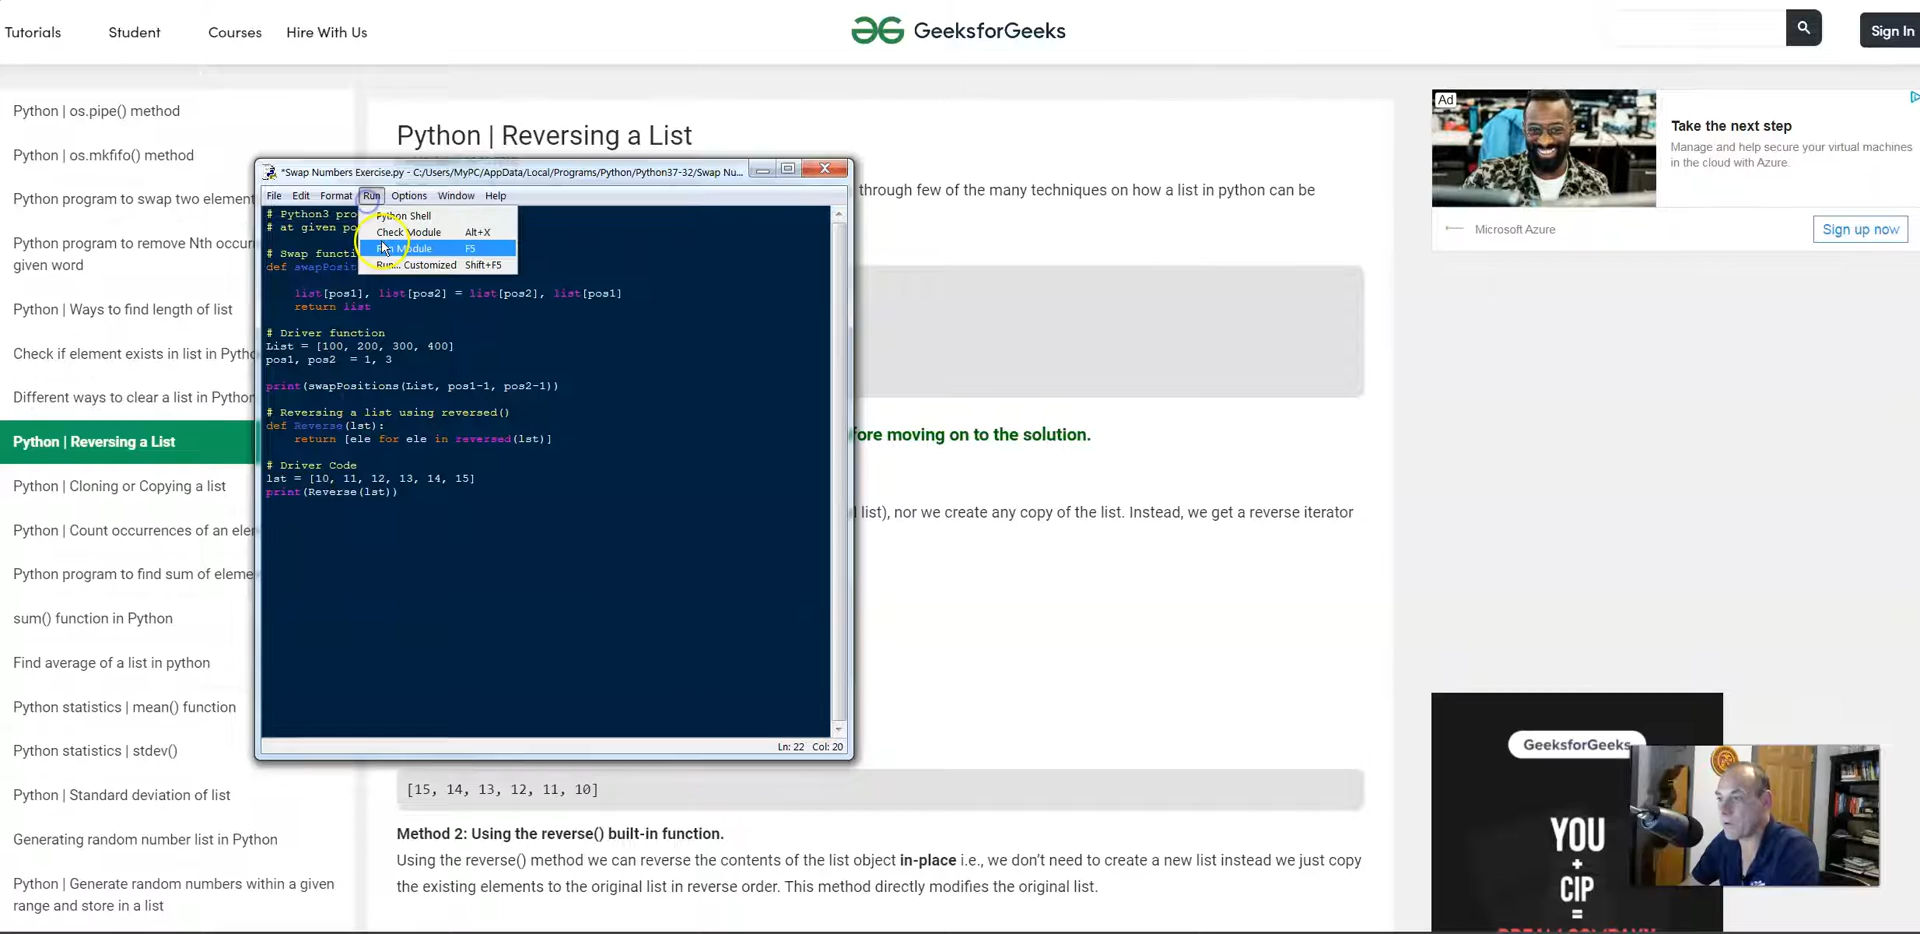 Tutorials
Student
Courses
Hire With Us
GeeksforGeeks
Sign In
Python | os.pipe() method
Python | os.mkfifo() method
Python program to swap two element
Python program to remove Nth occurr
given word
Python | Ways to find length of list
Check if element exists in list in Pytho
Different ways to clear a list in Python
Python | Reversing a List
Python | Cloning or Copying a list
Python | Count occurrences of an ele
Python program to find sum of eleme
sum() function in Python
Find average of a list in python
Python statistics | mean() function
Python statistics | stdev()
Python | Standard deviation of list
Generating random number list in Python
Python | Generate random numbers within a given
range and store in a list
Python | Reversing a List
through few of the many techniques on how a list in python can be
fore moving on to the solution.
l list), nor we create any copy of the list. Instead, we get a reverse iterator
[15, 14, 13, 12, 11, 10]
Method 2: Using the reverse() built-in function.
Using the reverse() method we can reverse the contents of the list object in-place i.e., we don't need to create a new list instead we just copy
the existing elements to the original list in reverse order. This method directly modifies the original list.
*Swap Numbers Exercise.py - C:/Users/MyPC/AppData/Local/Programs/Python/Python37-32/Swap Nu...
File Edit Format Run Options Window Help
Python Shell
Check Module Alt+X
Module F5
Run... Customized Shift+F5
# Python3 pro
# at given po
# Swap functi
def swapPosit
list[pos1], list[pos2] = list[pos2], list[pos1]
return list
# Driver function
List = [100, 200, 300, 400]
pos1, pos2 = 1, 3
print(swapPositions(List, pos1-1, pos2-1))
# Reversing a list using reversed()
def Reverse(lst):
return [ele for ele in reversed(lst)]
# Driver Code
lst = [10, 11, 12, 13, 14, 15]
print(Reverse(lst))
Ln: 22 Col: 20
Ad
Take the next step
Manage and help secure your virtual machines
in the cloud with Azure.
Microsoft Azure
Sign up now
GeeksforGeeks
YOU
+
CIP
=